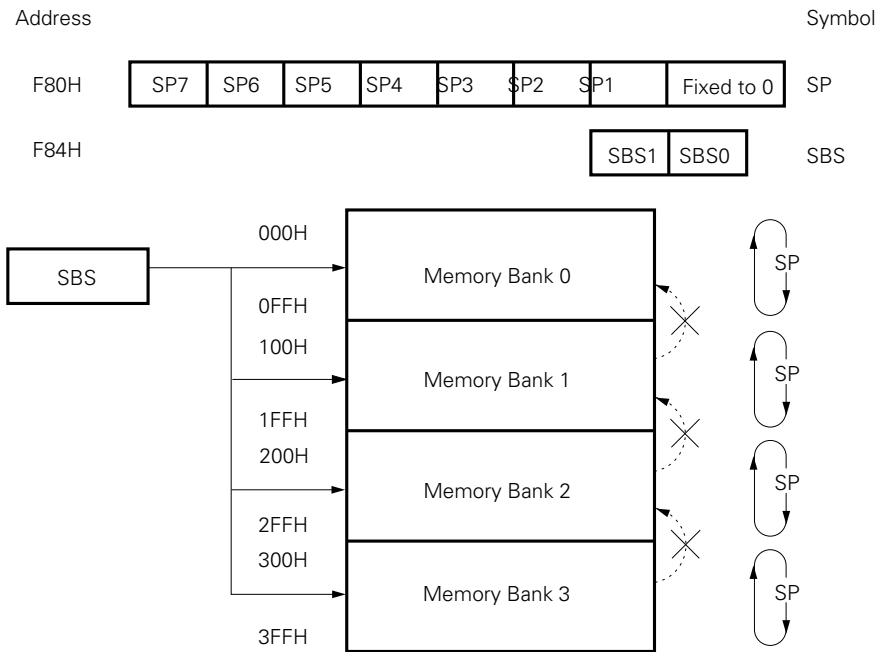 Address Symbol
F80H SP7 SP6 SP5 SP4 SP3 SP2 SP1 Fixed to 0 SP
F84H SBS1 SBS0 SBS
000H
SBS Memory Bank 0 SP
0FFH
100H
Memory Bank 1 SP
1FFH
200H
Memory Bank 2 SP
2FFH
300H
Memory Bank 3 SP
3FFH